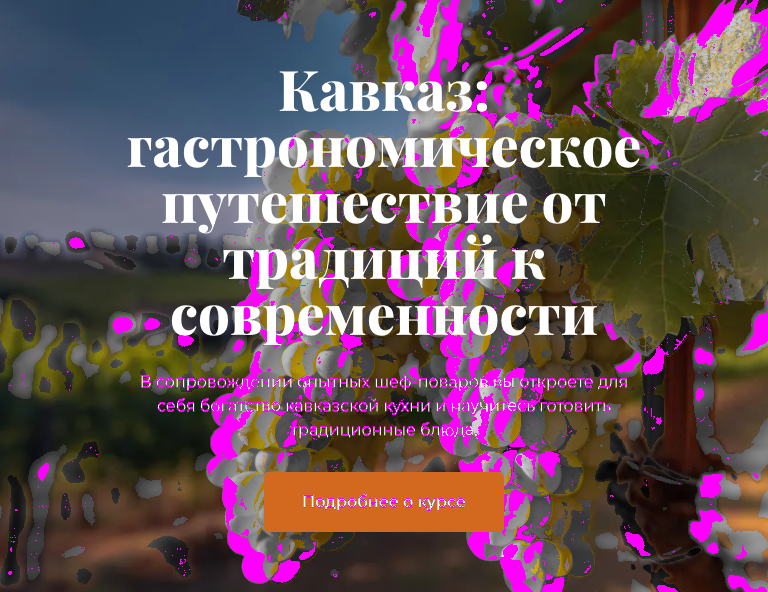 Кавказ:
гастрономическое
путешествие от
традиций к
современности
В сопровождении опытных шеф-поваров вы откроете для
себя богатство кавказской кухни и научитесь готовить
традиционные блюда.
Подробнее о курсе